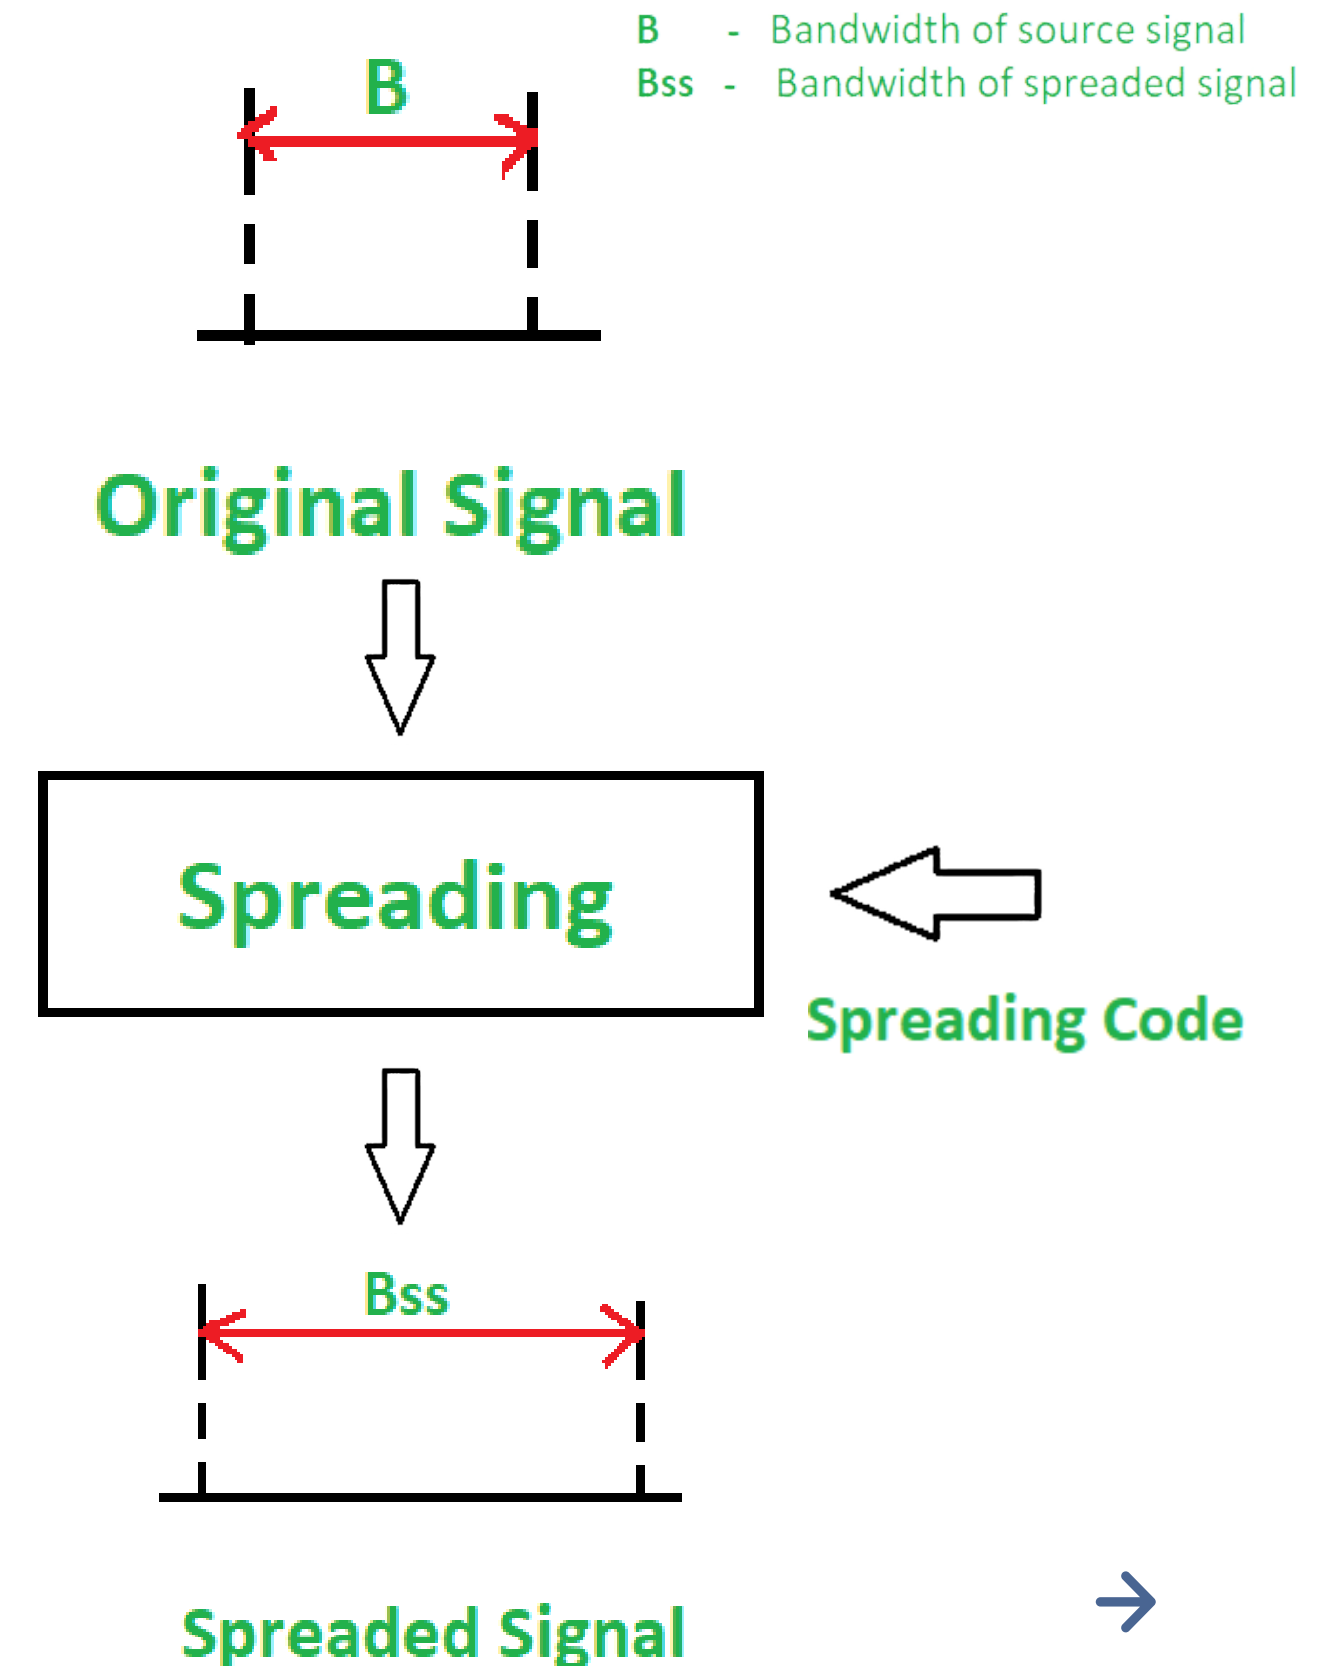 B - Bandwidth of source signal
Bss - Bandwidth of spreaded signal
B
Original Signal
Spreading
Spreading Code
Bss
Spreaded Signal